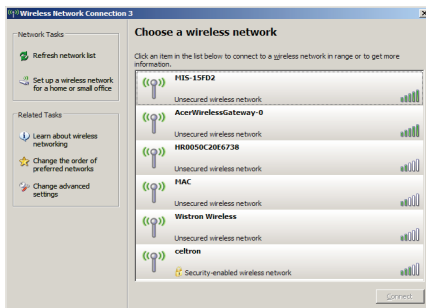 Wireless Network Connection 3
Network Tasks
Refresh network list
Set up a wireless network
for a home or small office
Related Tasks
Learn about wireless
networking
Change the order of
preferred networks
Change advanced
settings
Choose a wireless network
Click an item in the list below to connect to a wireless network in range or to get more
information.
MIS-15FD2
Unsecured wireless network
AcerWirelessGateway-0
Unsecured wireless network
HR0050C20E6738
Unsecured wireless network
MAC
Unsecured wireless network
Wistron Wireless
Unsecured wireless network
celtron
Security-enabled wireless network
Connect